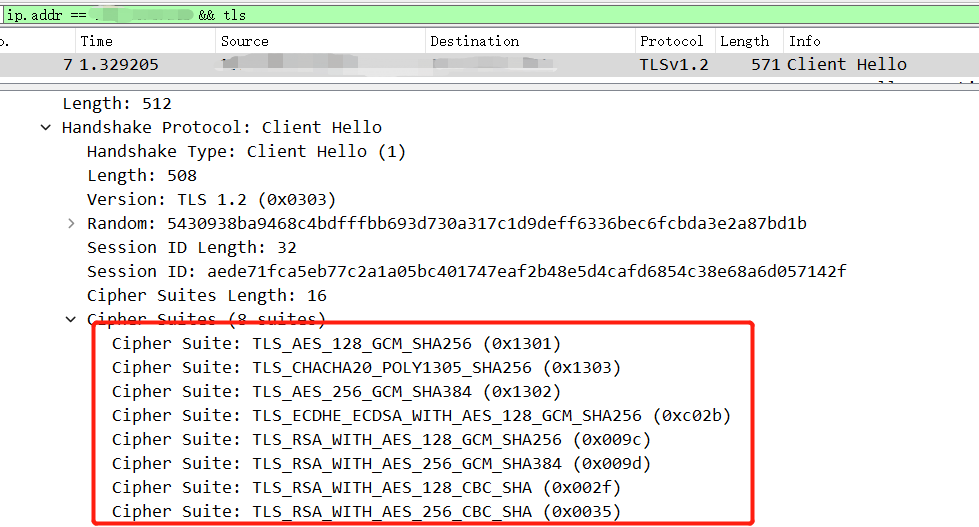 ip.addr == && tls
o. Time Source Destination Protocol Length Info
7 1.329205 TLSv1.2 571 Client Hello
Length: 512
Handshake Protocol: Client Hello
Handshake Type: Client Hello (1)
Length: 508
Version: TLS 1.2 (0x0303)
Random: 5430938ba9468c4bdfffbb693d730a317c1d9deff6336bec6fcbda3e2a87bd1b
Session ID Length: 32
Session ID: aede71fca5eb77c2a1a05bc401747eaf2b48e5d4cafd6854c38e68a6d057142f
Cipher Suites Length: 16
Cipher Suites (8 suites)
Cipher Suite: TLS_AES_128_GCM_SHA256 (0x1301)
Cipher Suite: TLS_CHACHA20_POLY1305_SHA256 (0x1303)
Cipher Suite: TLS_AES_256_GCM_SHA384 (0x1302)
Cipher Suite: TLS_ECDHE_ECDSA_WITH_AES_128_GCM_SHA256 (0xc02b)
Cipher Suite: TLS_RSA_WITH_AES_128_GCM_SHA256 (0x009c)
Cipher Suite: TLS_RSA_WITH_AES_256_GCM_SHA384 (0x009d)
Cipher Suite: TLS_RSA_WITH_AES_128_CBC_SHA (0x002f)
Cipher Suite: TLS_RSA_WITH_AES_256_CBC_SHA (0x0035)